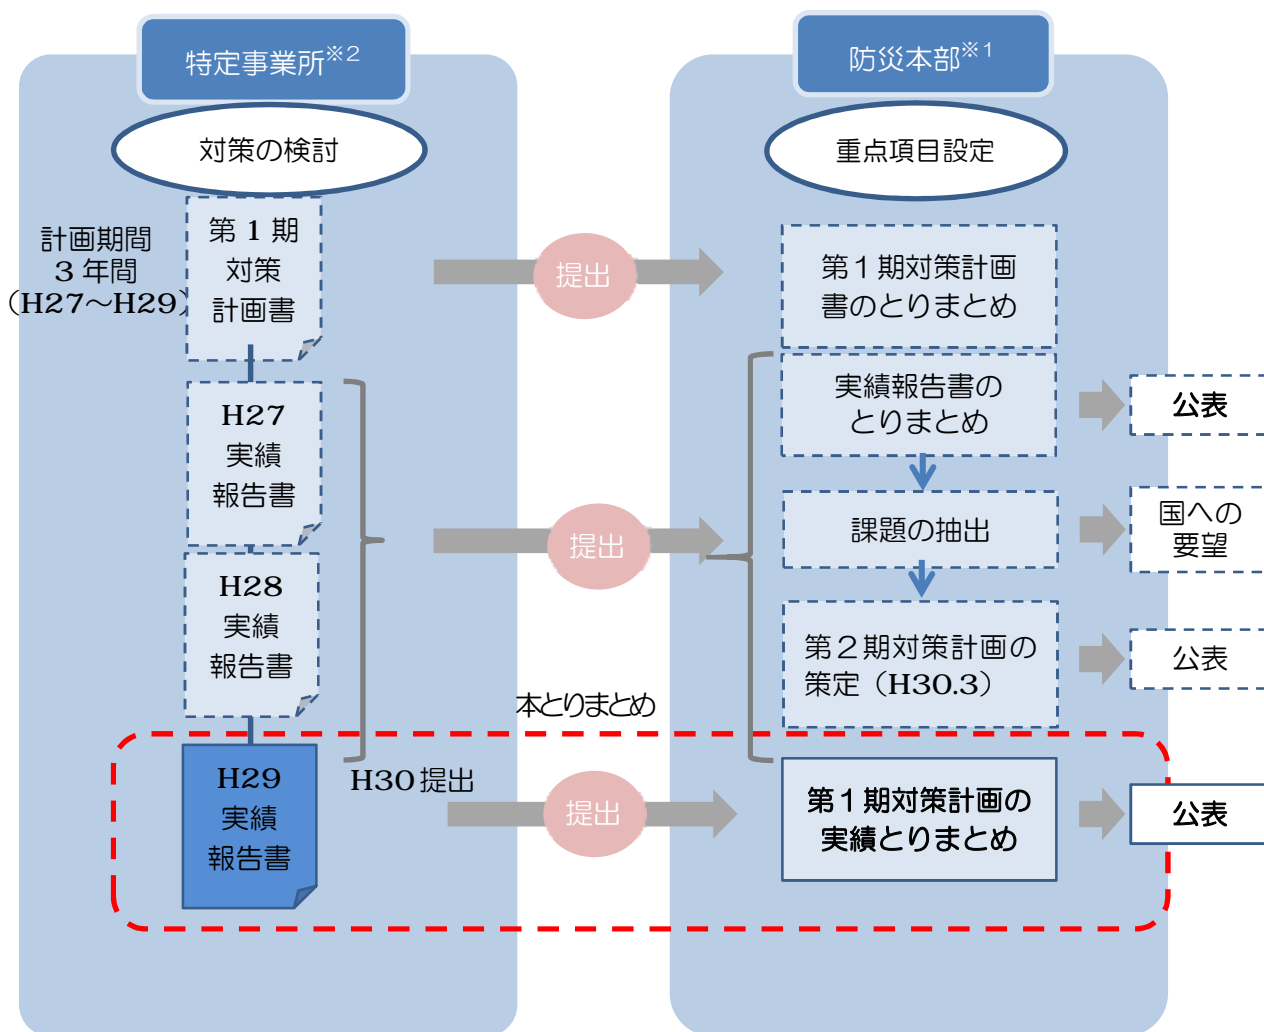 特定事業所※2
防災本部※1
対策の検討
重点項目設定
計画期間
3 年間
（H27～H29）
第 1 期
対策
計画書
提出
第１期対策計画
書のとりまとめ
H27
実績
報告書
実績報告書の
とりまとめ
公表
提出
課題の抽出
国への
要望
H28
実績
報告書
第２期対策計画の
策定（H30.3）
公表
本とりまとめ
H29
実績
報告書
H30 提出
提出
第１期対策計画の
実績とりまとめ
公表